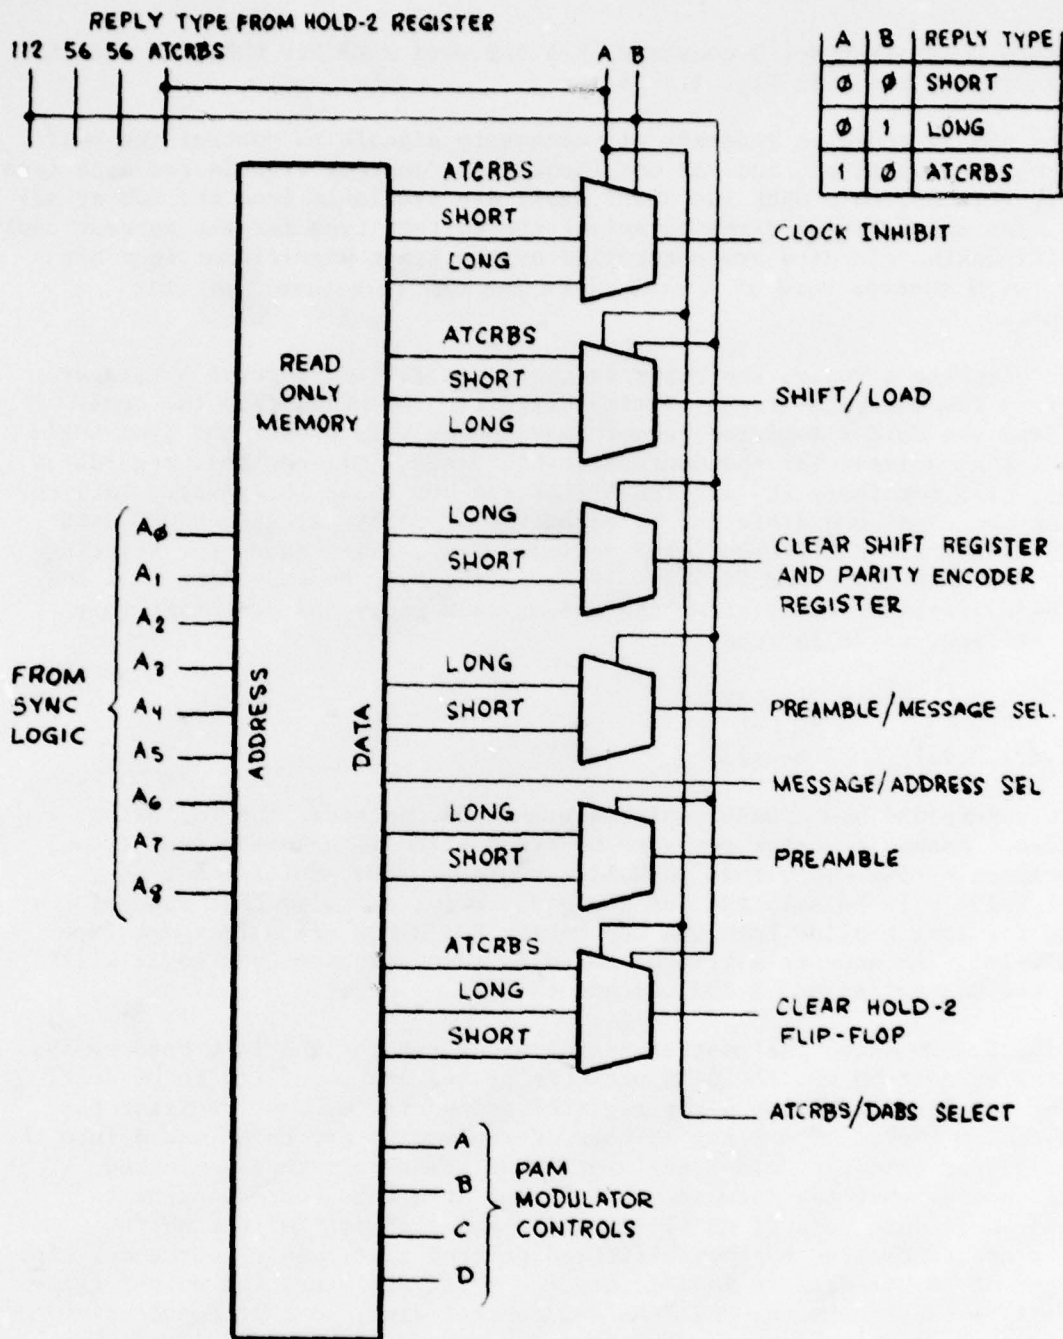 REPLY TYPE FROM HOLD-2 REGISTER
112 56 56 ATCRBS
A B
A B REPLY TYPE
Ø Ø SHORT
Ø 1 LONG
1 Ø ATCRBS
ATCRBS
SHORT
LONG
CLOCK INHIBIT
READ
ONLY
MEMORY
ATCRBS
SHORT
LONG
SHIFT/LOAD
LONG
SHORT
CLEAR SHIFT REGISTER
AND PARITY ENCODER
REGISTER
FROM
SYNC
LOGIC
AØ
A1
A2
A3
A4
A5
A6
A7
A8
ADDRESS
DATA
LONG
SHORT
PREAMBLE/MESSAGE SEL.
MESSAGE/ADDRESS SEL
LONG
SHORT
PREAMBLE
ATCRBS
LONG
SHORT
CLEAR HOLD-2
FLIP-FLOP
ATCRBS/DABS SELECT
A
B
C
D
PAM
MODULATOR
CONTROLS